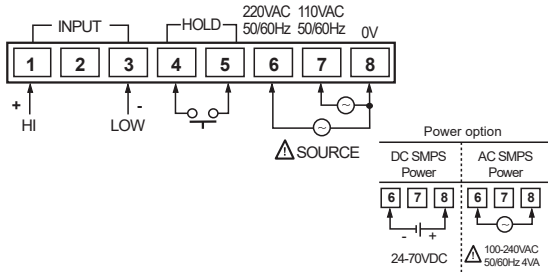 INPUT HOLD 220VAC 110VAC 0V
50/60Hz 50/60Hz
1 2 3 4 5 6 7 8
+ -
HI LOW
~
~
⚠ SOURCE
Power option
DC SMPS AC SMPS
Power Power
6 7 8 6 7 8
- + ~
24-70VDC ⚠ 100-240VAC
50/60Hz 4VA